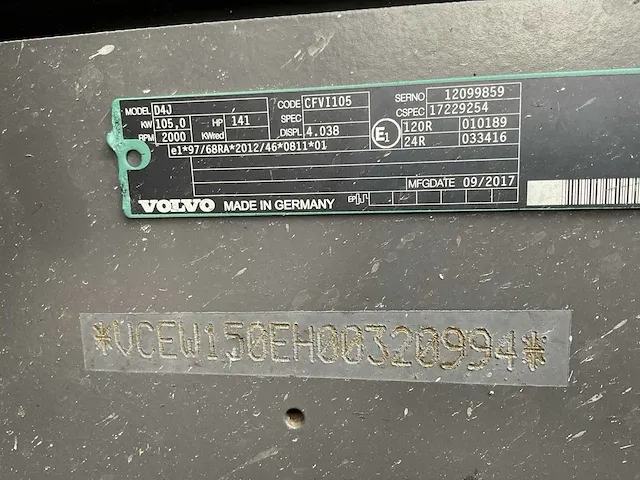 MODEL D4J CODE CFVI105 SERNO 12099859
KW 105,0 HP 141 SPEC CSPEC 17229254
RPM 2000 KWred DISPL 4.038 E1 120R 010189
24R 033416
e1*97/68RA*2012/46*0811*01
MFGDATE 09/2017
VOLVO MADE IN GERMANY EP
*VCEW150EH00320994*